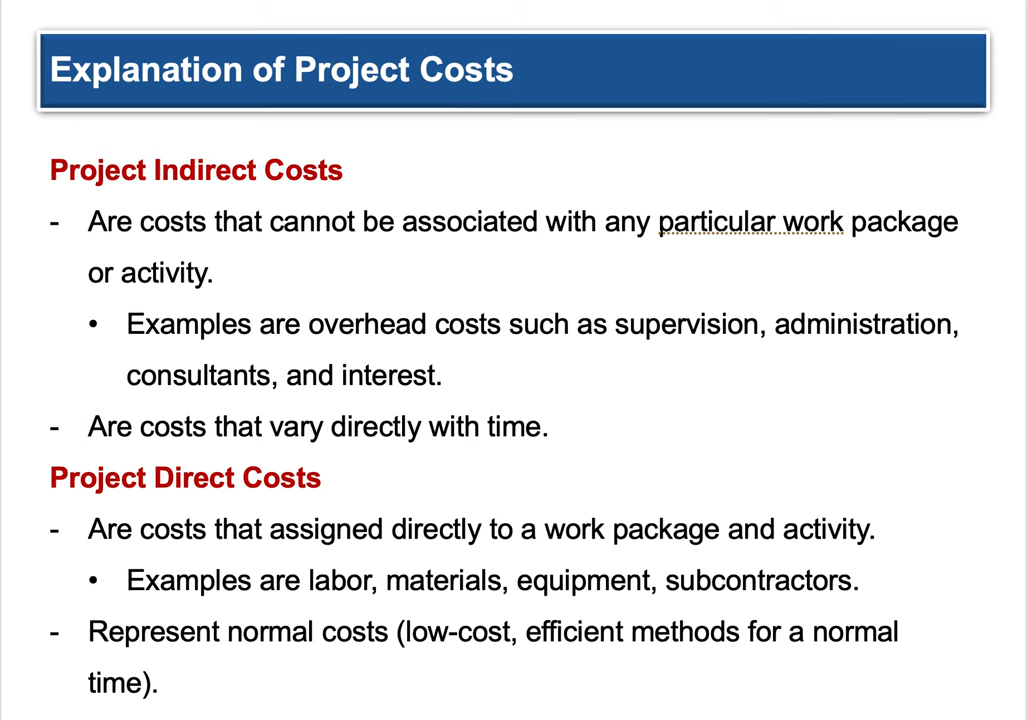 Explanation of Project Costs
Project Indirect Costs
- Are costs that cannot be associated with any particular work package
or activity.
• Examples are overhead costs such as supervision, administration,
consultants, and interest.
- Are costs that vary directly with time.
Project Direct Costs
- Are costs that assigned directly to a work package and activity.
• Examples are labor, materials, equipment, subcontractors.
- Represent normal costs (low-cost, efficient methods for a normal
time).